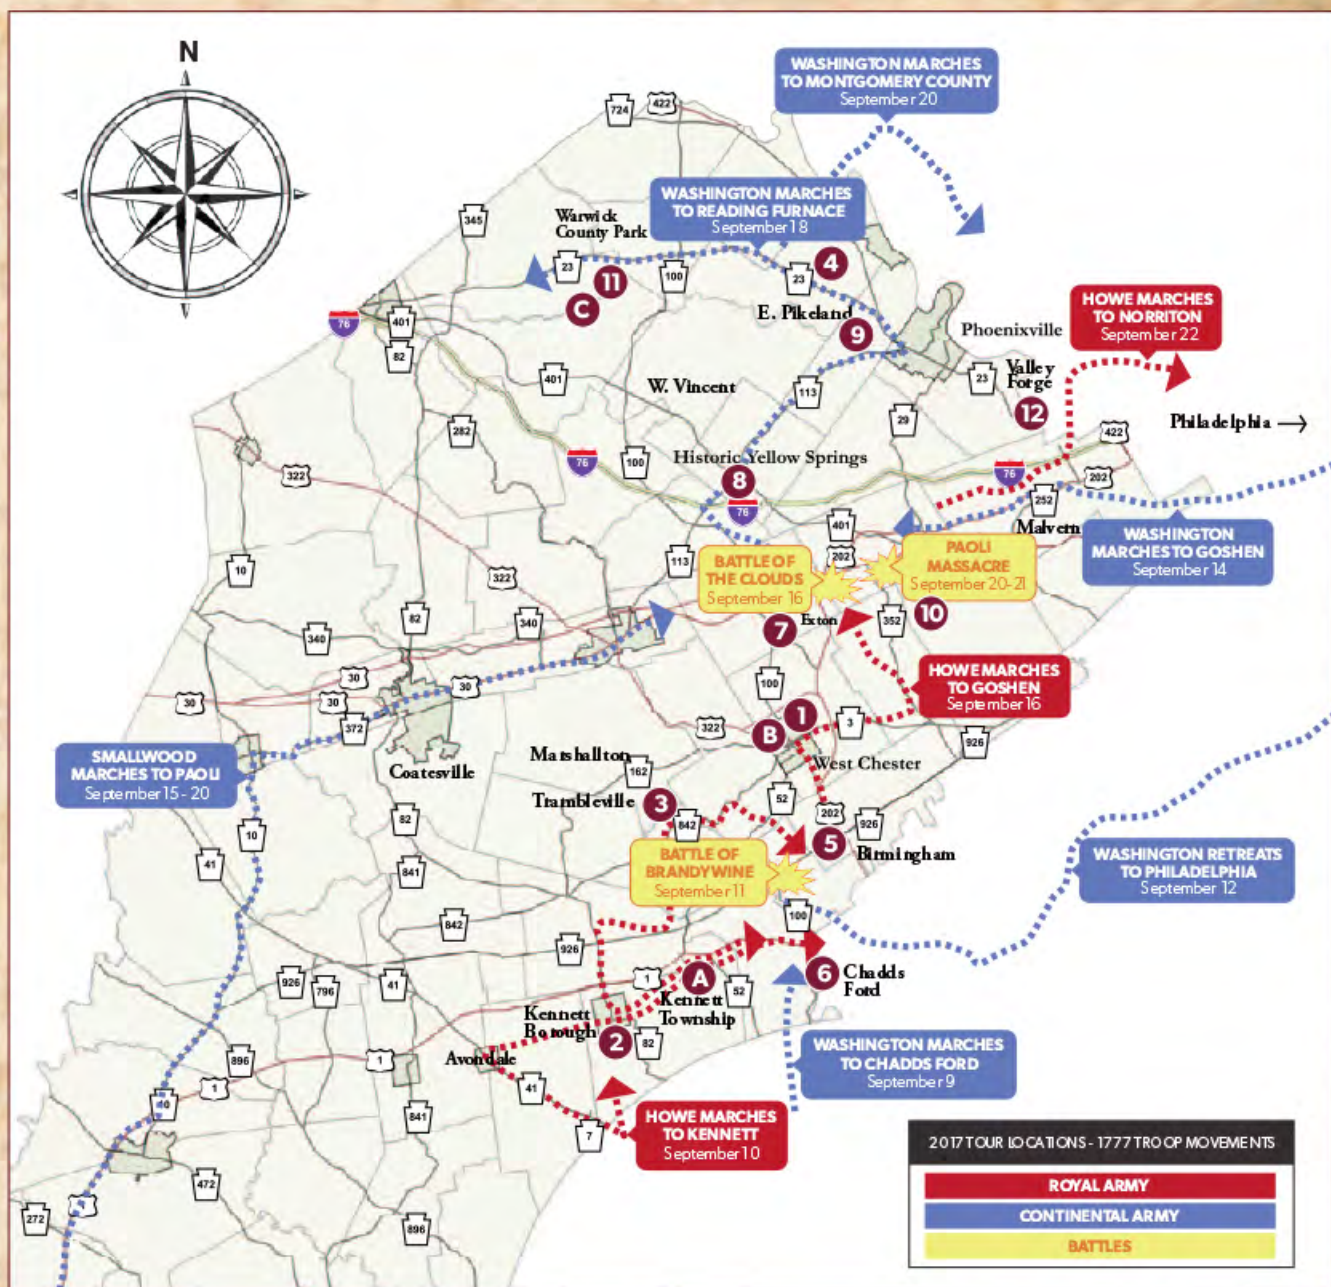 N
WASHINGTON MARCHES
TO MONTGOMERY COUNTY
September 20
724
422
WASHINGTON MARCHES
TO READING FURNACE
September 18
345
Warwick
County Park
23
11
C
100
4
23
E. Pikeland
9
HOWE MARCHES
TO NORRITON
September 22
76
401
82
Phoenixville
401
W. Vincent
113
23
Valley
Forge
12
29
Philadelphia
422
282
322
100
76
Historic Yellow Springs
8
76
76
202
252
Malvern
401
202
WASHINGTON
MARCHES TO GOSHEN
September 14
10
322
113
BATTLE OF
THE CLOUDS
September 16
PAOLI
MASSACRE
September 20-21
82
340
340
7
Exton
352
10
30
30
30
30
100
HOWE MARCHES
TO GOSHEN
September 16
372
322
B
1
3
926
SMALLWOOD
MARCHES TO PAOLI
September 15 - 20
Coatesville
Marshallton
162
West Chester
Trambleville
3
52
202
926
10
82
842
5
Birmingham
41
841
BATTLE OF
BRANDYWINE
September 11
WASHINGTON RETREATS
TO PHILADELPHIA
September 12
842
100
926
926
796
41
1
A
52
6
Chadds
Ford
Kennett
Borough
Kennett
Township
2
82
896
1
1
Avondale
WASHINGTON MARCHES
TO CHADDS FORD
September 9
10
841
41
7
HOWE MARCHES
TO KENNETT
September 10
472
272
1
896
2017 TOUR LOCATIONS - 1777 TROOP MOVEMENTS
ROYAL ARMY
CONTINENTAL ARMY
BATTLES